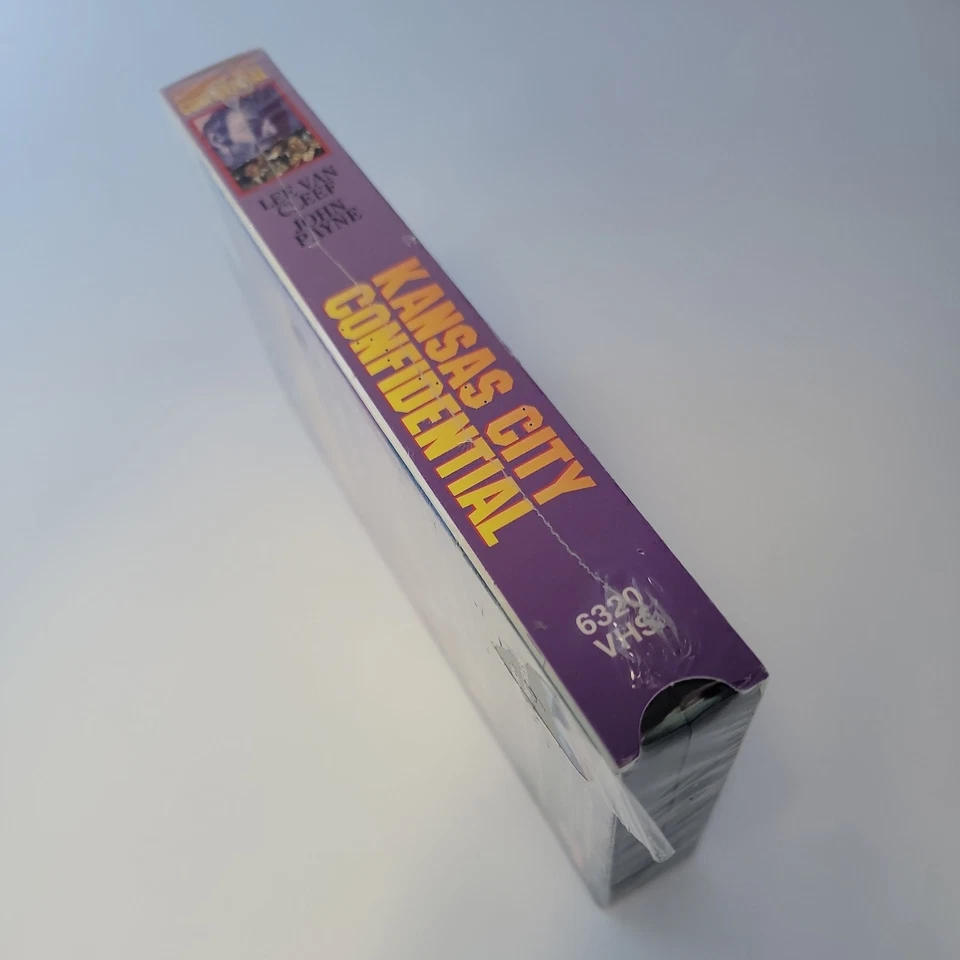 LEE VAN
CLEEF
JOHN
PAYNE
KANSAS CITY
CONFIDENTIAL
6320
VHS